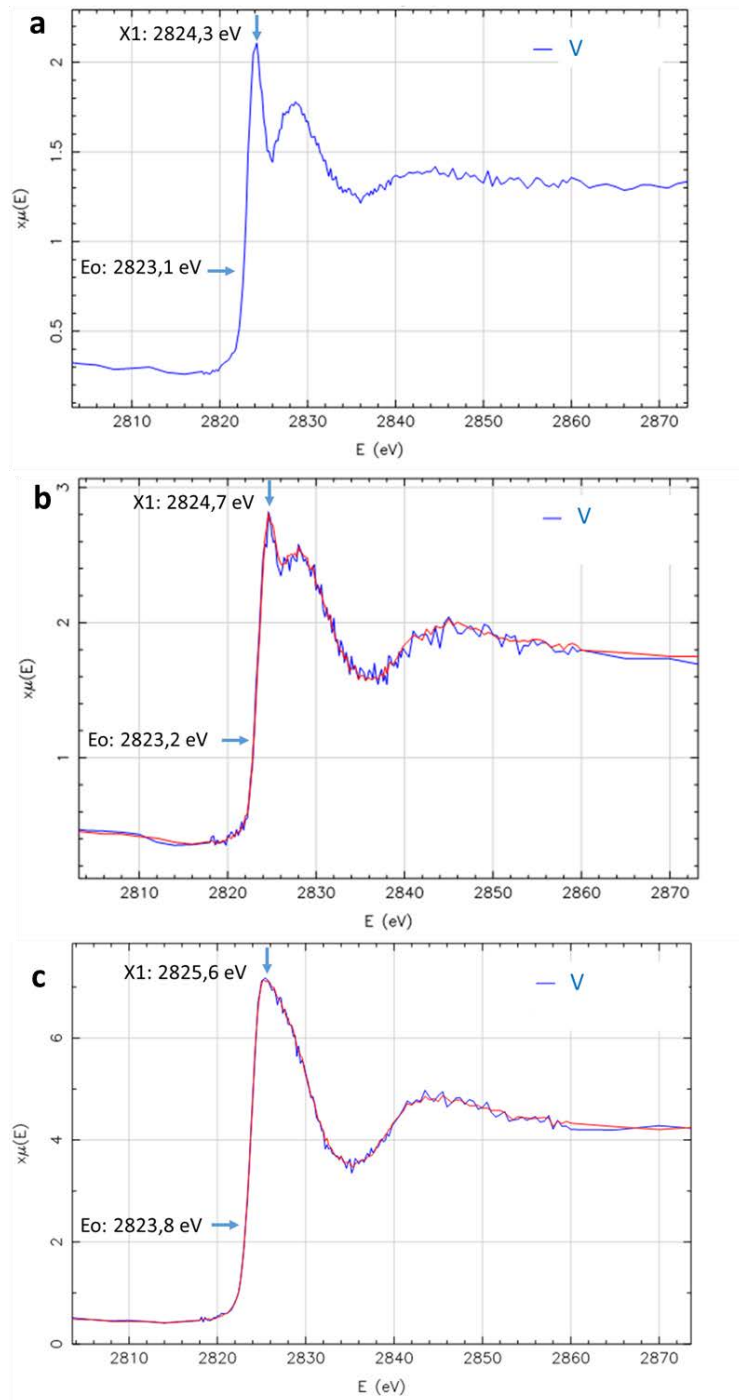 a
X1: 2824,3 eV
V
2
1.5
1
0.5
Eo: 2823,1 eV
xμ(E)
2810 2820 2830 2840 2850 2860 2870
E (eV)
b
X1: 2824,7 eV
V
3
2
1
Eo: 2823,2 eV
xμ(E)
2810 2820 2830 2840 2850 2860 2870
E (eV)
c
X1: 2825,6 eV
V
6
4
2
0
Eo: 2823,8 eV
xμ(E)
2810 2820 2830 2840 2850 2860 2870
E (eV)